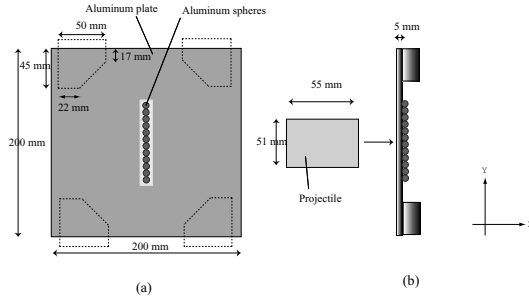 Aluminum plate
Aluminum spheres
50 mm
5 mm
17 mm
45 mm
22 mm
55 mm
200 mm
51 mm
Projectile
Y
200 mm
(a)
(b)